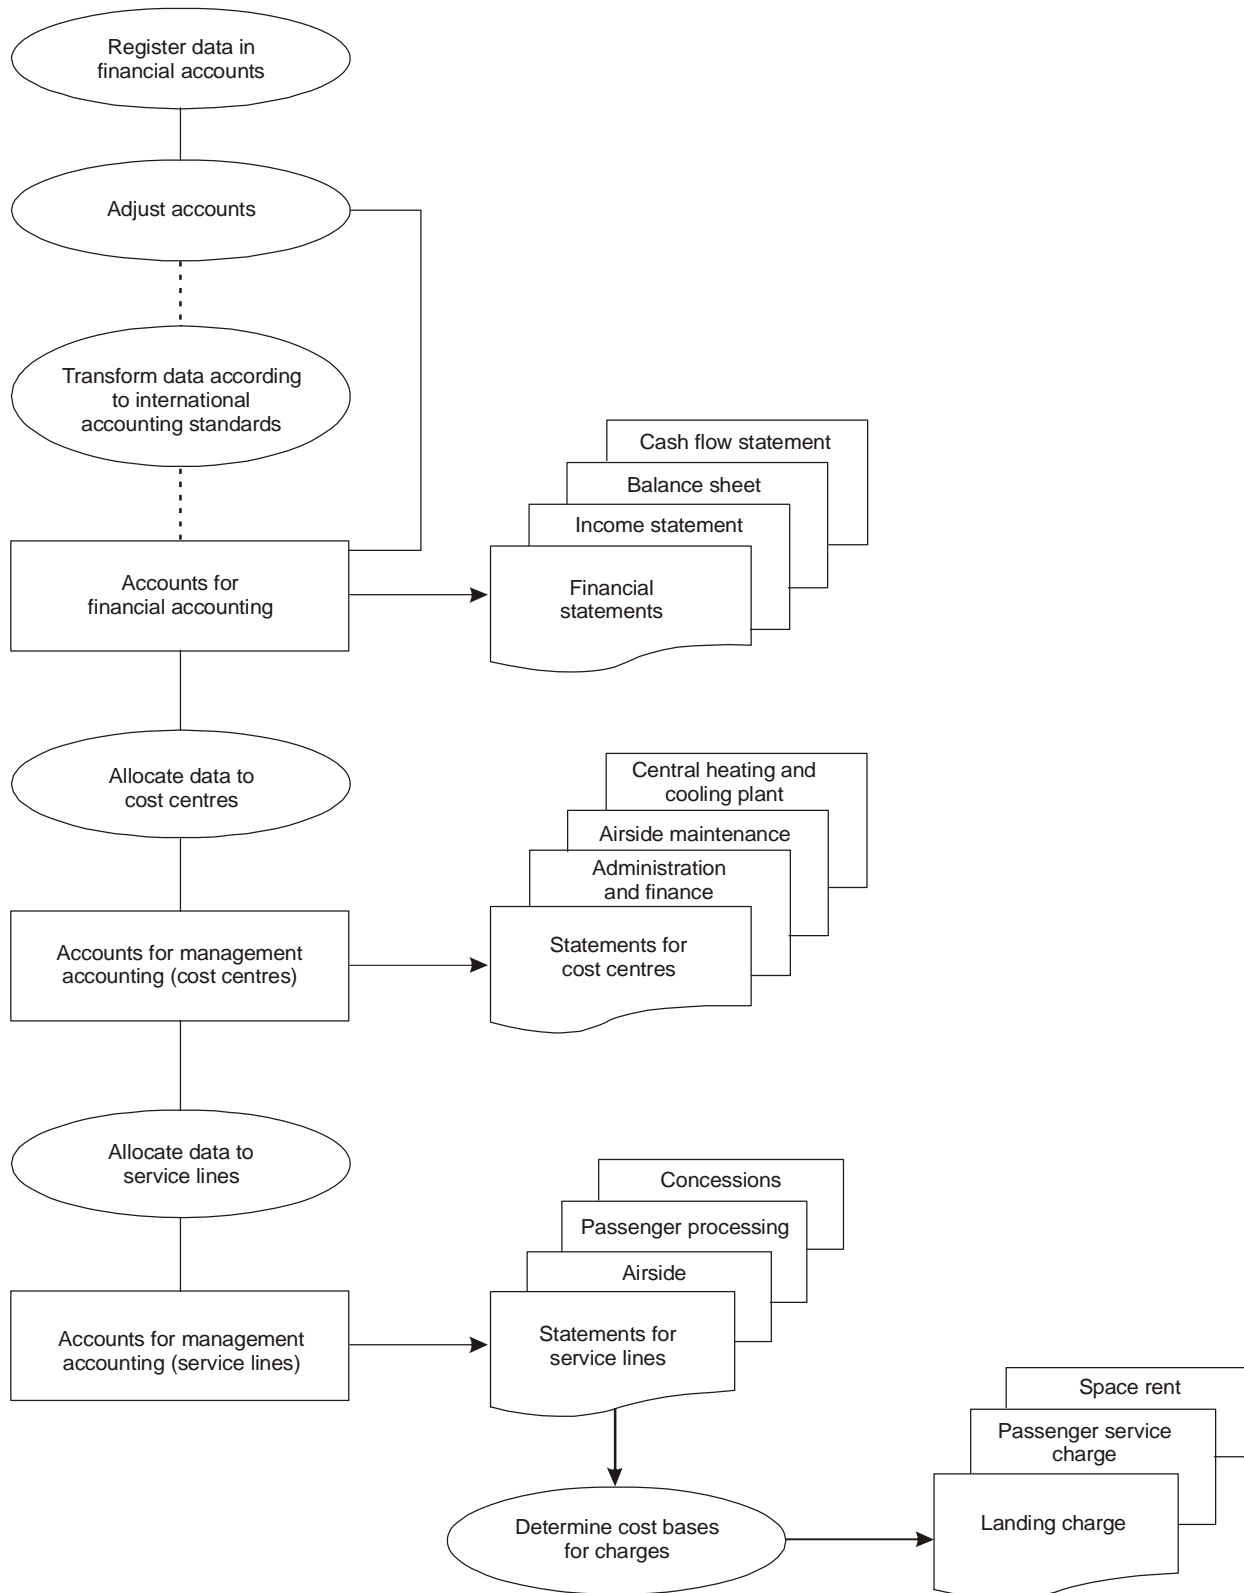 Register data in
financial accounts
Adjust accounts
Transform data according
to international
accounting standards
Cash flow statement
Balance sheet
Income statement
Accounts for
financial accounting
Financial
statements
Allocate data to
cost centres
Central heating and
cooling plant
Airside maintenance
Administration
and finance
Accounts for management
accounting (cost centres)
Statements for
cost centres
Allocate data to
service lines
Concessions
Passenger processing
Airside
Accounts for management
accounting (service lines)
Statements for
service lines
Space rent
Passenger service
charge
Determine cost bases
for charges
Landing charge